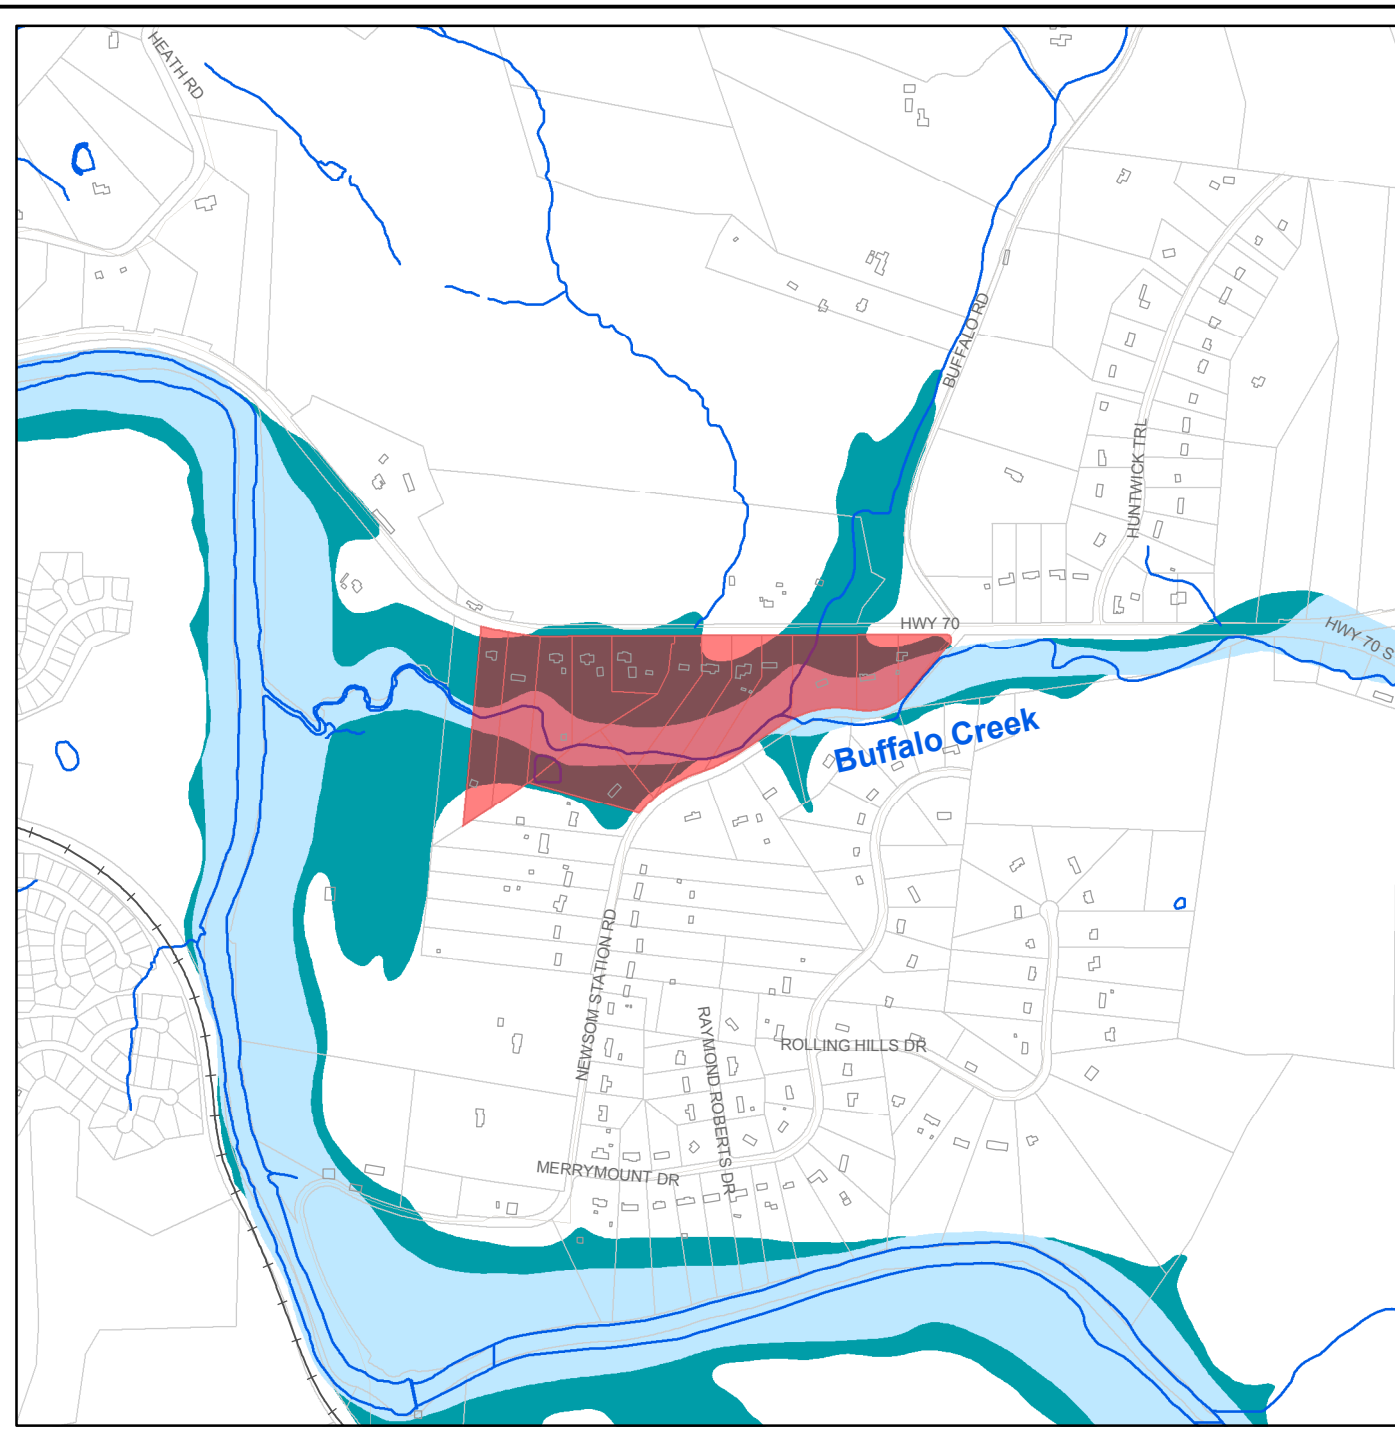 HEATH RD
BUFFALO RD
HUNTWICK TRL
HWY 70
HWY 70 S
Buffalo Creek
NEWSOM STATION RD
RAYMOND ROBERTS DR
ROLLING HILLS DR
MERRYMOUNT DR